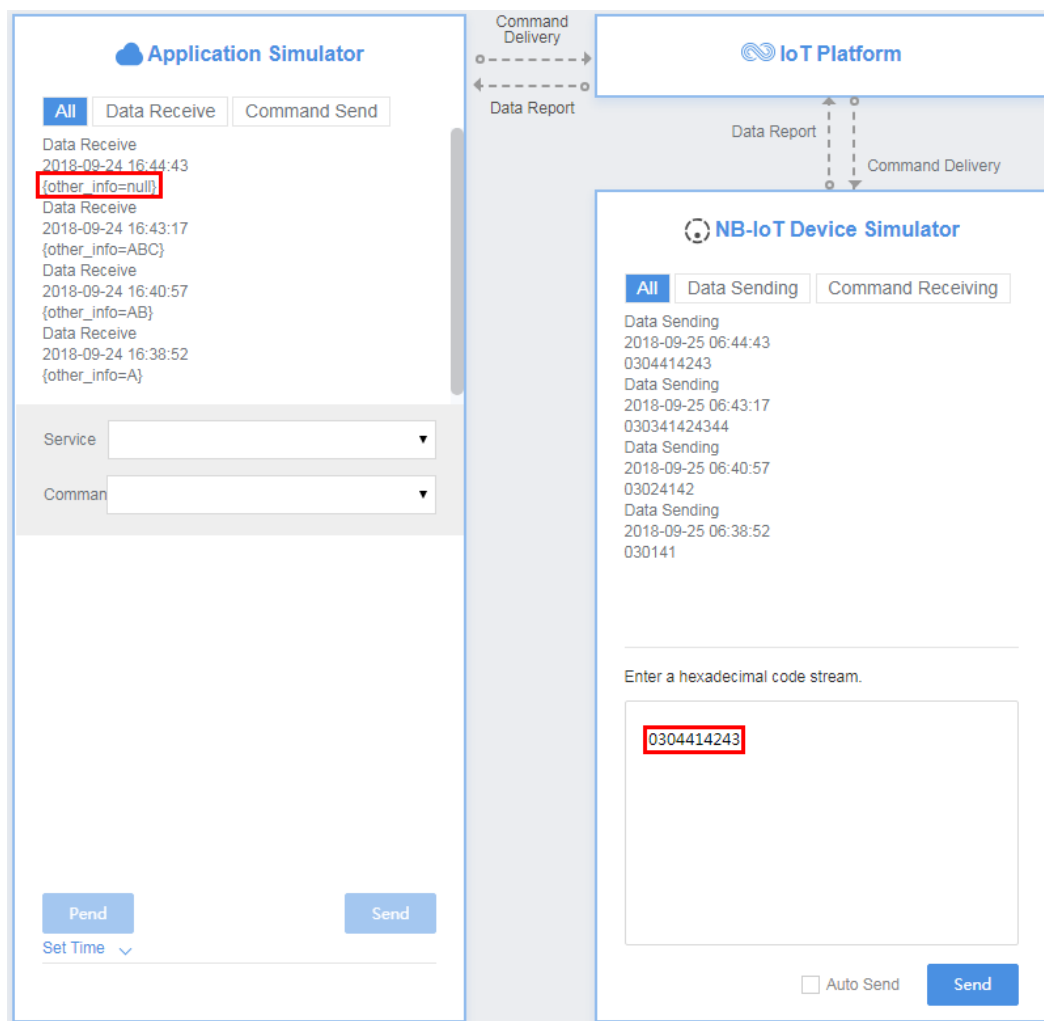 Application Simulator
All Data Receive Command Send
Data Receive
2018-09-24 16:44:43
{other_info=null}
Data Receive
2018-09-24 16:43:17
{other_info=ABC}
Data Receive
2018-09-24 16:40:57
{other_info=AB}
Data Receive
2018-09-24 16:38:52
{other_info=A}
Service
Comman
Pend Send
Set Time
Command
Delivery
Data Report
IoT Platform
Data Report
Command Delivery
NB-IoT Device Simulator
All Data Sending Command Receiving
Data Sending
2018-09-25 06:44:43
0304414243
Data Sending
2018-09-25 06:43:17
030341424344
Data Sending
2018-09-25 06:40:57
03024142
Data Sending
2018-09-25 06:38:52
030141
Enter a hexadecimal code stream.
0304414243
Auto Send Send